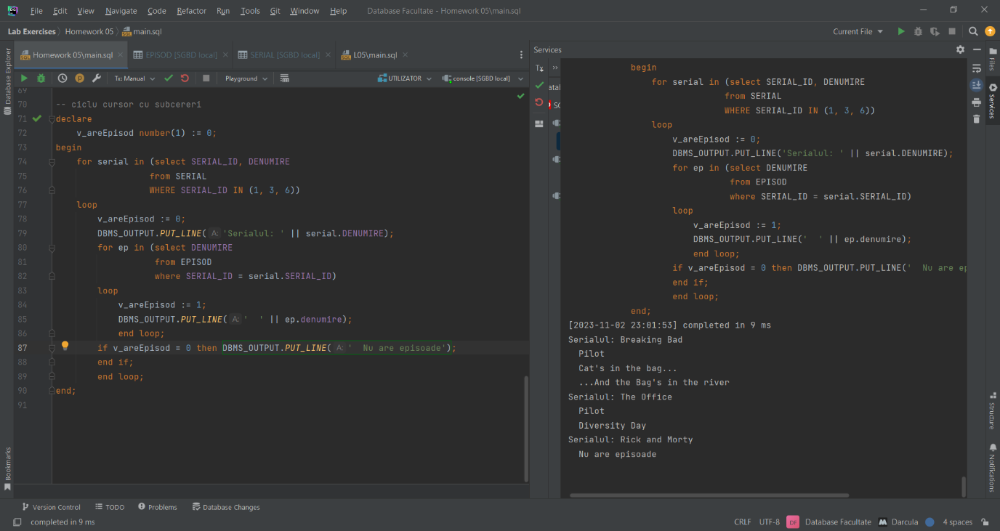 File Edit View Navigate Code Refactor Run Tools Git Window Help Database Facultate - Homework 05\main.sql
Lab Exercises Homework 05 main.sql Current File
Homework 05\main.sql EPISOD [SGBD local] SERIAL [SGBD local] L05\main.sql
Tx: Manual Playground UTILIZATOR console [SGBD local]
Database Explorer
Bookmarks
69
70 -- ciclu cursor cu subcereri
71 declare
72 v_areEpisod number(1) := 0;
73 begin
74 for serial in (select SERIAL_ID, DENUMIRE
75 from SERIAL
76 WHERE SERIAL_ID IN (1, 3, 6))
77 loop
78 v_areEpisod := 0;
79 DBMS_OUTPUT.PUT_LINE( A: 'Serialul: ' || serial.DENUMIRE);
80 for ep in (select DENUMIRE
81 from EPISOD
82 where SERIAL_ID = serial.SERIAL_ID)
83 loop
84 v_areEpisod := 1;
85 DBMS_OUTPUT.PUT_LINE( A: '  ' || ep.denumire);
86 end loop;
87 if v_areEpisod = 0 then DBMS_OUTPUT.PUT_LINE( A: '  Nu are episoade');
88 end if;
89 end loop;
90 end;
91
Services
Tx
begin
for serial in (select SERIAL_ID, DENUMIRE
from SERIAL
WHERE SERIAL_ID IN (1, 3, 6))
loop
v_areEpisod := 0;
DBMS_OUTPUT.PUT_LINE('Serialul: ' || serial.DENUMIRE);
for ep in (select DENUMIRE
from EPISOD
where SERIAL_ID = serial.SERIAL_ID)
loop
v_areEpisod := 1;
DBMS_OUTPUT.PUT_LINE('  ' || ep.denumire);
end loop;
if v_areEpisod = 0 then DBMS_OUTPUT.PUT_LINE('  Nu are ep
end if;
end loop;
end;
[2023-11-02 23:01:53] completed in 9 ms
Serialul: Breaking Bad
Pilot
Cat's in the bag...
...And the Bag's in the river
Serialul: The Office
Pilot
Diversity Day
Serialul: Rick and Morty
Nu are episoade
Files
Services
Structure
Notifications
Version Control TODO Problems Database Changes
completed in 9 ms CRLF UTF-8 DF Database Facultate Darcula 4 spaces